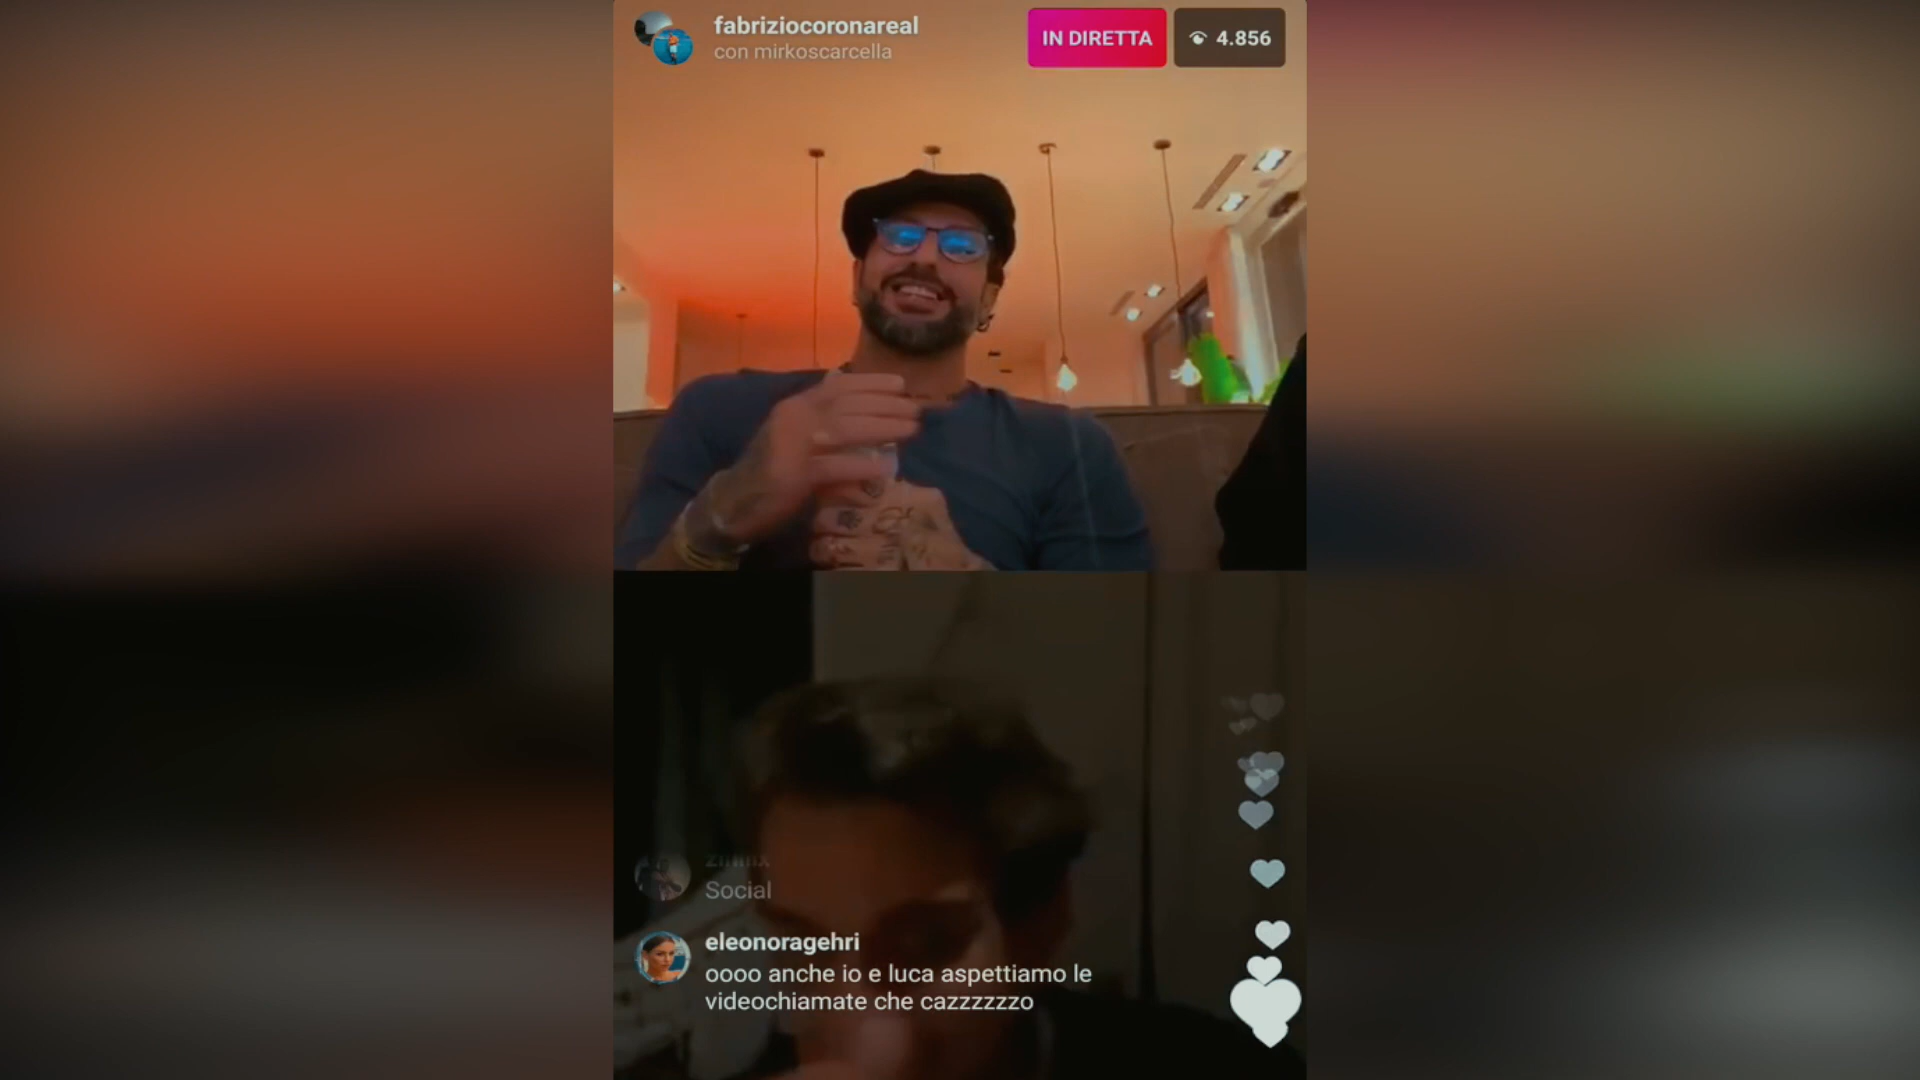 fabriziocoronareal
con mirkoscarcella
IN DIRETTA
4.856
Social
eleonoragehri
oooo anche io e luca aspettiamo le
videochiamate che cazzzzzzo